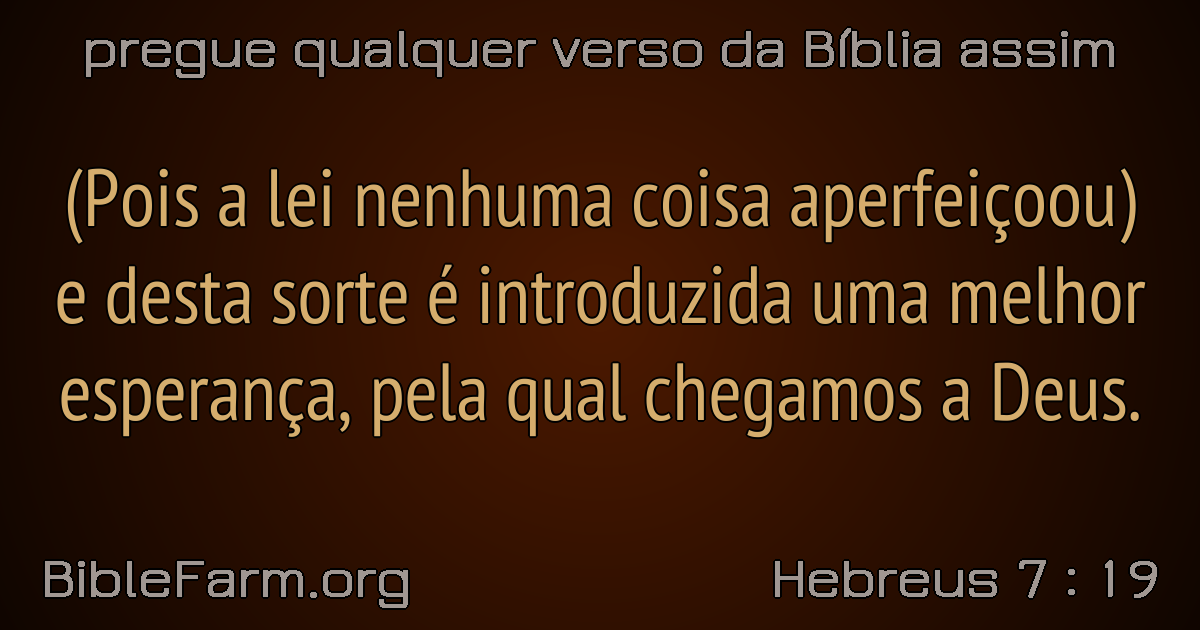 pregue qualquer verso da Bíblia assim
(Pois a lei nenhuma coisa aperfeiçoou)
e desta sorte é introduzida uma melhor
esperança, pela qual chegamos a Deus.
BibleFarm.org
Hebreus 7 : 19